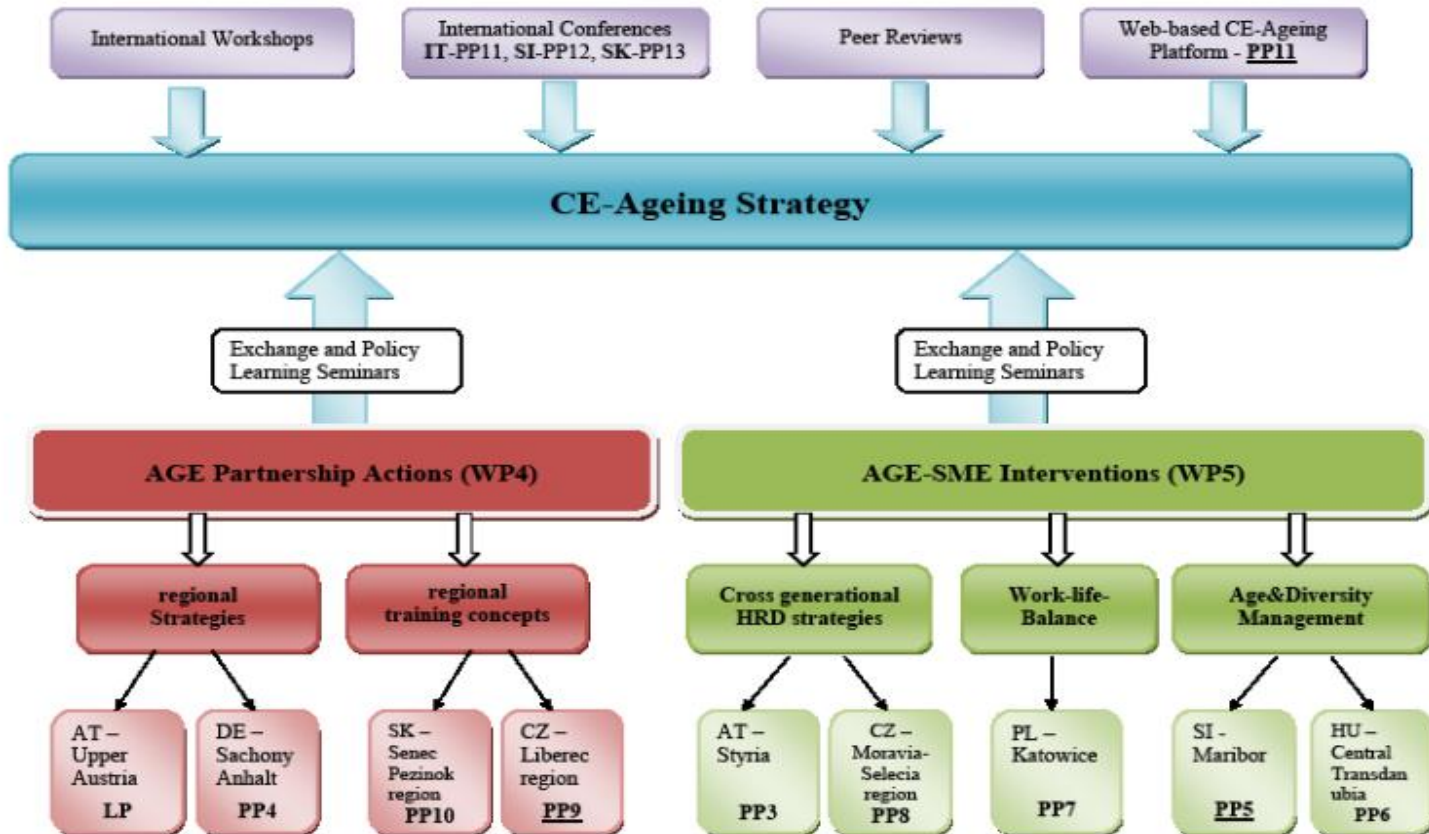 International Workshops
International Conferences
IT-PP11, SI-PP12, SK-PP13
Peer Reviews
Web-based CE-Ageing
Platform - PP11
CE-Ageing Strategy
Exchange and Policy
Learning Seminars
Exchange and Policy
Learning Seminars
AGE Partnership Actions (WP4)
AGE-SME Interventions (WP5)
regional
Strategies
regional
training concepts
Cross generational
HRD strategies
Work-life-
Balance
Age&Diversity
Management
AT –
Upper
Austria
LP
DE –
Sachony
Anhalt
PP4
SK –
Senec
Pezinok
region
PP10
CZ –
Liberec
region
PP9
AT –
Styria
PP3
CZ –
Moravia-
Selecia
region
PP8
PL –
Katowice
PP7
SI -
Maribor
PP5
HU –
Central
Transdan
ubia
PP6